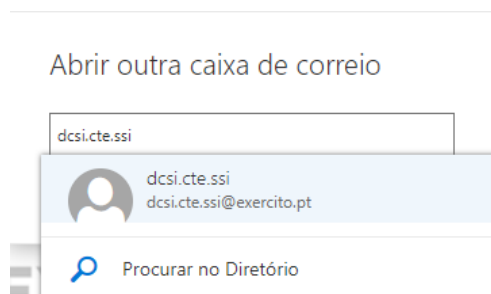 Abrir outra caixa de correio
dcsi.cte.ssi
dcsi.cte.ssi
dcsi.cte.ssi@exercito.pt
Procurar no Diretório